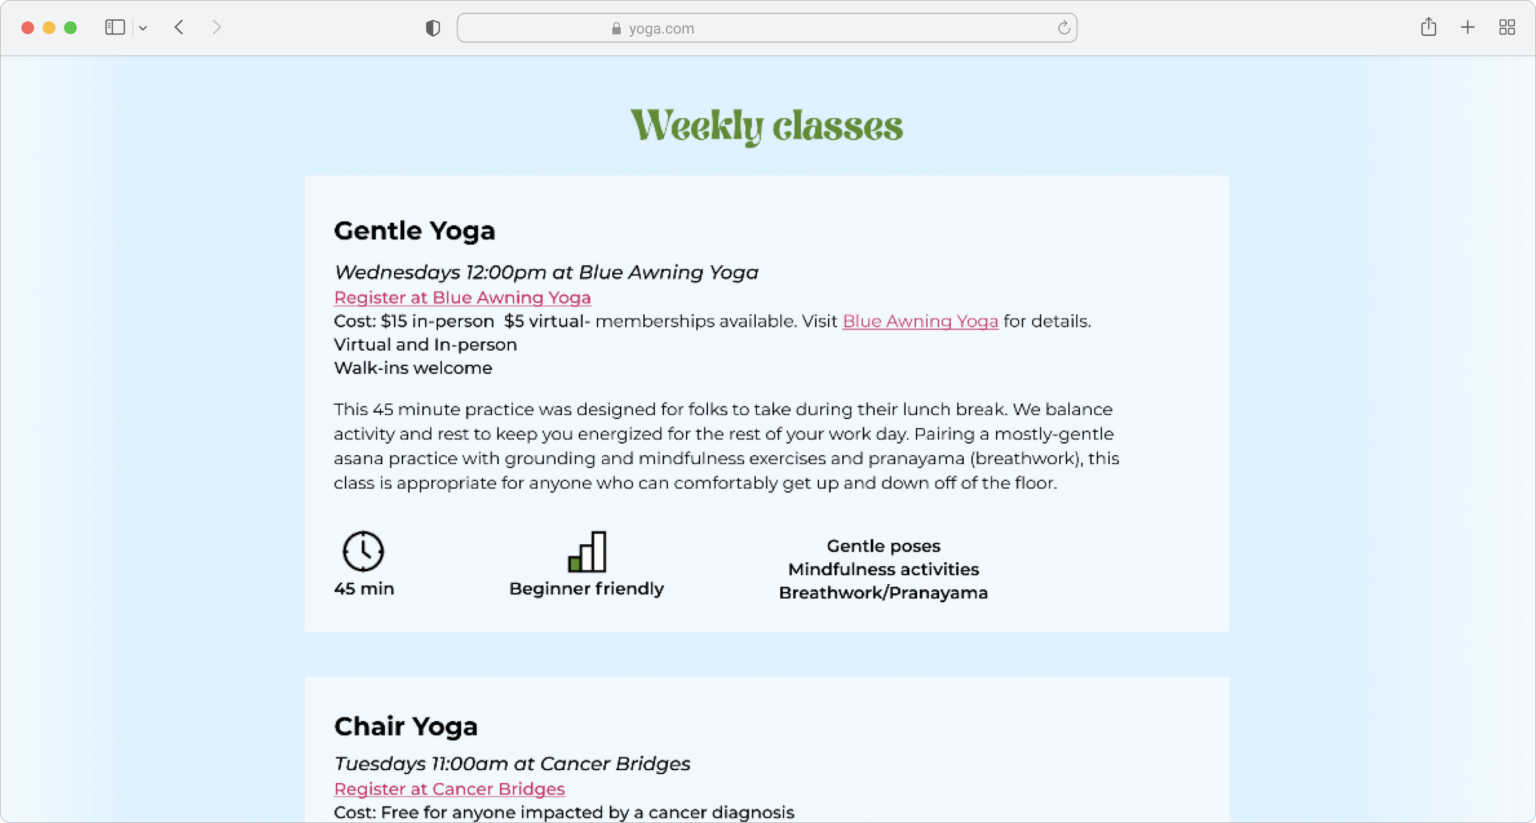 yoga.com
Weekly classes
Gentle Yoga
Wednesdays 12:00pm at Blue Awning Yoga
Register at Blue Awning Yoga
Cost: $15 in-person  $5 virtual- memberships available. Visit Blue Awning Yoga for details.
Virtual and In-person
Walk-ins welcome
This 45 minute practice was designed for folks to take during their lunch break. We balance
activity and rest to keep you energized for the rest of your work day. Pairing a mostly-gentle
asana practice with grounding and mindfulness exercises and pranayama (breathwork), this
class is appropriate for anyone who can comfortably get up and down off of the floor.
45 min
Beginner friendly
Gentle poses
Mindfulness activities
Breathwork/Pranayama
Chair Yoga
Tuesdays 11:00am at Cancer Bridges
Register at Cancer Bridges
Cost: Free for anyone impacted by a cancer diagnosis